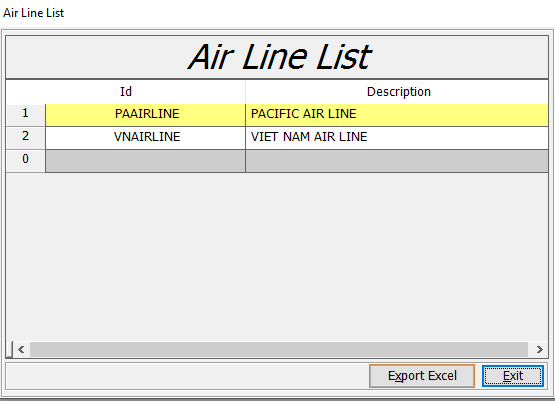 Air Line List
Air Line List
Id Description
1 PAAIRLINE PACIFIC AIR LINE
2 VNAIRLINE VIET NAM AIR LINE
0
Export Excel Exit